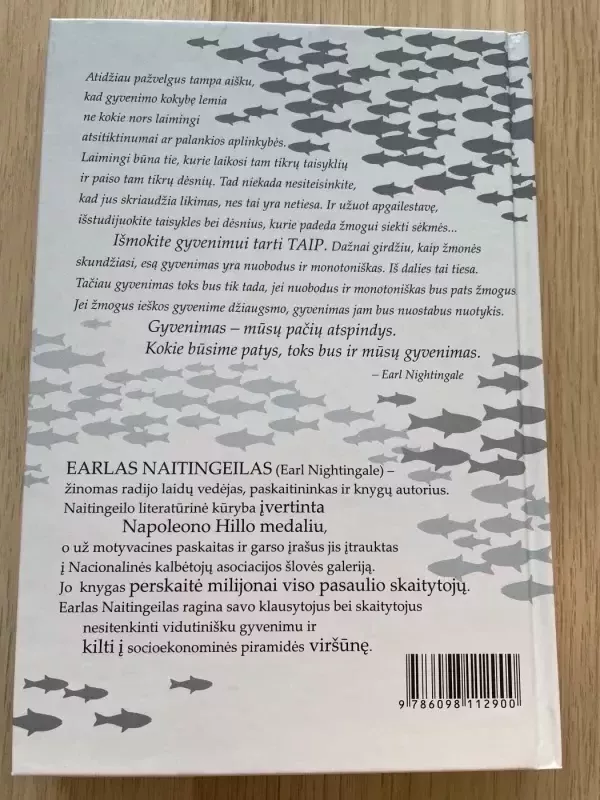 Atidžiau pažvelgus tampa aišku,
kad gyvenimo kokybę lemia
ne kokie nors laimingi
atsitiktinumai ar palankios aplinkybės.
Laimingi būna tie, kurie laikosi tam tikrų taisyklių
ir paiso tam tikrų dėsnių. Tad niekada nesiteisinkite,
kad jus skriaudžia likimas, nes tai yra netiesa. Ir užuot apgailestavę,
išstudijuokite taisykles bei dėsnius, kurie padeda žmogui siekti sėkmės...
Išmokite gyvenimui tarti TAIP. Dažnai girdžiu, kaip žmonės
skundžiasi, esą gyvenimas yra nuobodus ir monotoniškas. Iš dalies tai tiesa.
Tačiau gyvenimas toks bus tik tada, jei nuobodus ir monotoniškas bus pats žmogus.
Jei žmogus ieškos gyvenime džiaugsmo, gyvenimas jam bus nuostabus nuotykis.
Gyvenimas – mūsų pačių atspindys.
Kokie būsime patys, toks bus ir mūsų gyvenimas.
– Earl Nightingale
EARLAS NAITINGEILAS (Earl Nightingale) –
žinomas radijo laidų vedėjas, paskaitininkas ir knygų autorius.
Naitingeilo literatūrinė kūryba įvertinta
Napoleono Hillo medaliu,
o už motyvacines paskaitas ir garso įrašus jis įtrauktas
į Nacionalinės kalbėtojų asociacijos šlovės galeriją.
Jo knygas perskaitė milijonai viso pasaulio skaitytojų.
Earlas Naitingeilas ragina savo klausytojus bei skaitytojus
nesitenkinti vidutinišku gyvenimu ir
kilti į socioekonominės piramidės viršūnę.
9 786098 112900